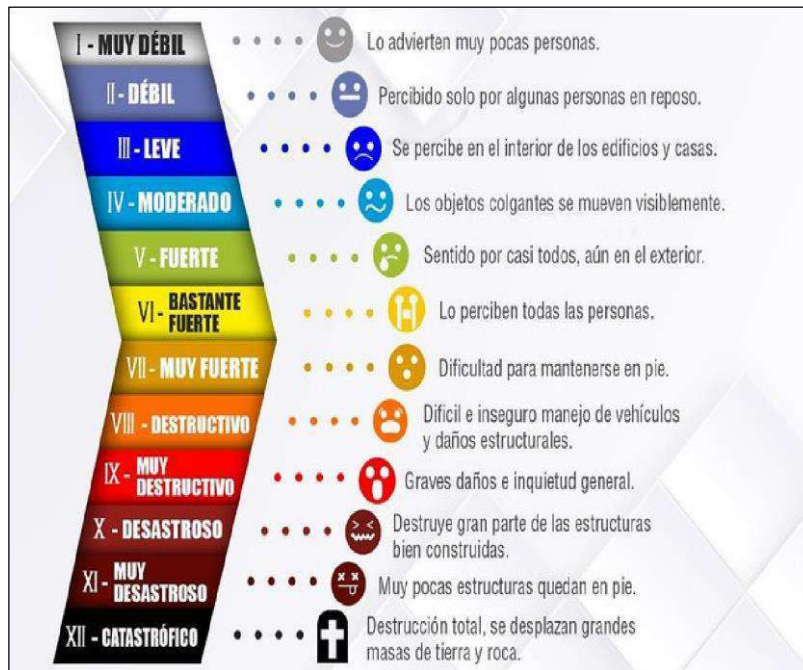 I - MUY DÉBIL
Lo advierten muy pocas personas.
II - DÉBIL
Percibido solo por algunas personas en reposo.
III - LEVE
Se percibe en el interior de los edificios y casas.
IV - MODERADO
Los objetos colgantes se mueven visiblemente.
V - FUERTE
Sentido por casi todos, aún en el exterior.
VI - BASTANTE
FUERTE
Lo perciben todas las personas.
VII - MUY FUERTE
Dificultad para mantenerse en pie.
VIII - DESTRUCTIVO
Dificil e inseguro manejo de vehículos
y daños estructurales.
IX - MUY
DESTRUCTIVO
Graves daños e inquietud general.
X - DESASTROSO
Destruye gran parte de las estructuras
bien construidas.
XI - MUY
DESASTROSO
Muy pocas estructuras quedan en pie.
XII - CATASTRÓFICO
Destrucción total, se desplazan grandes
masas de tierra y roca.